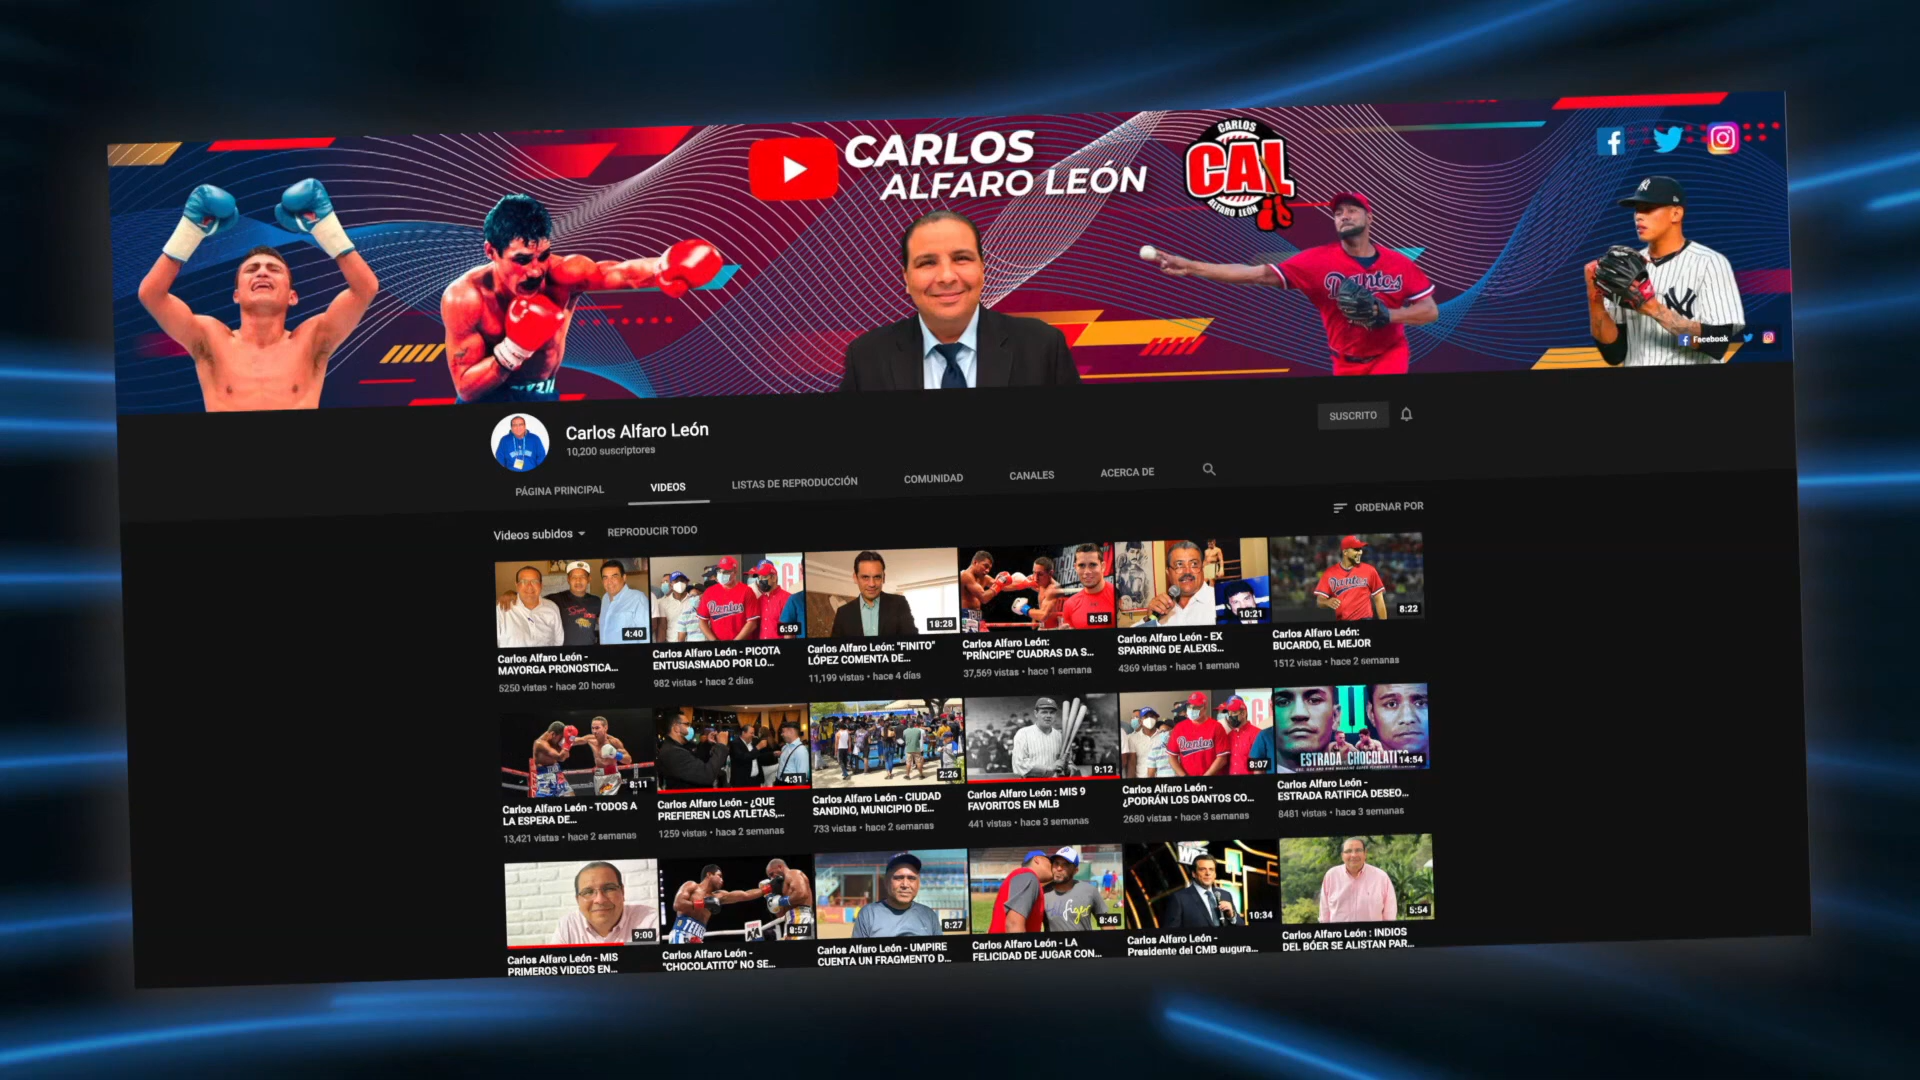 CARLOS
ALFARO LEÓN
CARLOS
CAL
ALFARO LEÓN
Dantos
Facebook
Carlos Alfaro León
10,200 suscriptores
SUSCRITO
PÁGINA PRINCIPAL
VIDEOS
LISTAS DE REPRODUCCIÓN
COMUNIDAD
CANALES
ACERCA DE
Videos subidos
REPRODUCIR TODO
ORDENAR POR
4:40
Carlos Alfaro León -
MAYORGA PRONOSTICA...
5250 vistas • hace 20 horas
Dantos
6:59
Carlos Alfaro León - PICOTA
ENTUSIASMADO POR LO...
982 vistas • hace 2 días
18:28
Carlos Alfaro León: "FINITO"
LÓPEZ COMENTA DE...
11,199 vistas • hace 4 días
8:58
Carlos Alfaro León:
"PRÍNCIPE" CUADRAS DA S...
37,569 vistas • hace 1 semana
10:21
Carlos Alfaro León - EX
SPARRING DE ALEXIS...
4369 vistas • hace 1 semana
Dantos
8:22
Carlos Alfaro León:
BUCARDO, EL MEJOR
1512 vistas • hace 2 semanas
8:11
Carlos Alfaro León - TODOS A
LA ESPERA DE...
13,421 vistas • hace 2 semanas
4:31
Carlos Alfaro León - ¿QUE
PREFIEREN LOS ATLETAS,...
1259 vistas • hace 2 semanas
2:26
Carlos Alfaro León - CIUDAD
SANDINO, MUNICIPIO DE...
733 vistas • hace 2 semanas
9:12
Carlos Alfaro León : MIS 9
FAVORITOS EN MLB
441 vistas • hace 3 semanas
Dantos
8:07
Carlos Alfaro León -
¿PODRÁN LOS DANTOS CO...
2680 vistas • hace 3 semanas
ESTRADA CHOCOLATITO
14:54
Carlos Alfaro León -
ESTRADA RATIFICA DESEO...
8481 vistas • hace 3 semanas
9:00
Carlos Alfaro León - MIS
PRIMEROS VIDEOS EN...
8:57
Carlos Alfaro León -
"CHOCOLATITO" NO SE...
8:27
Carlos Alfaro León - UMPIRE
CUENTA UN FRAGMENTO D...
8:46
Carlos Alfaro León - LA
FELICIDAD DE JUGAR CON...
10:34
Carlos Alfaro León -
Presidente del CMB augura...
5:54
Carlos Alfaro León : INDIOS
DEL BÓER SE ALISTAN PAR...